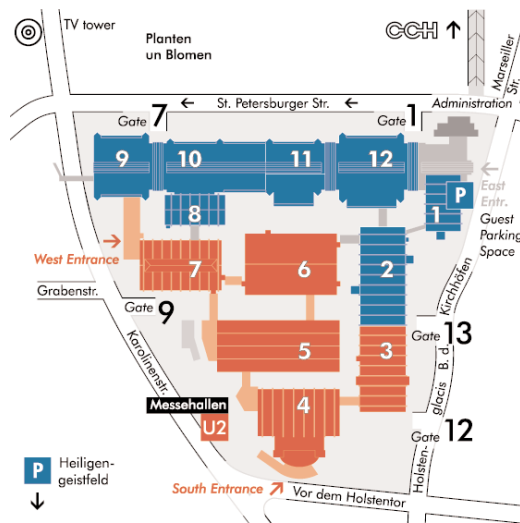 TV tower
Planten
un Blomen
CCH
Marseiller
Str.
St. Petersburger Str.
Administration
Gate 7
Gate 1
9
10
11
12
P
1
East
Entr.
Guest
Parking
Space
8
West Entrance
7
6
2
Kirchhöfen
Grabenstr.
Gate 9
Karolinenstr.
5
3
Gate 13
glacis B. d.
Messehallen
U2
4
Gate 12
Holsten-
P
Heiligen-
geistfeld
South Entrance
Vor dem Holstentor